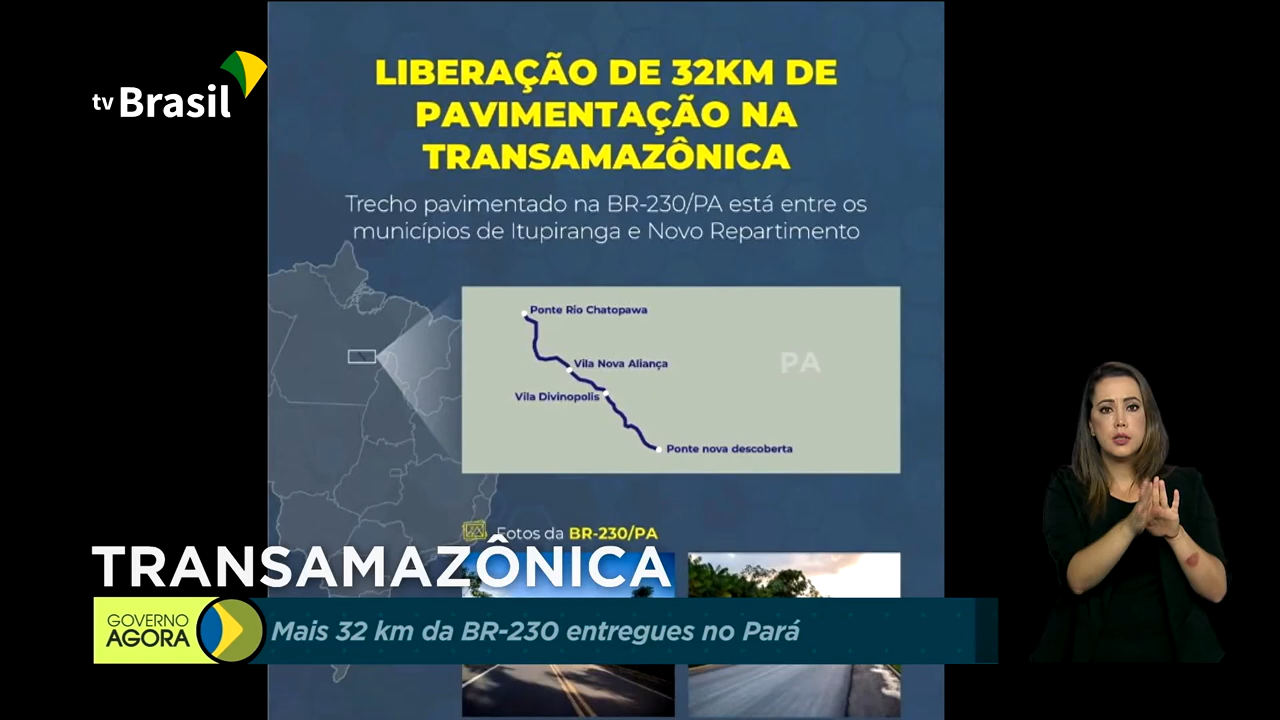 tv Brasil
LIBERAÇÃO DE 32KM DE
PAVIMENTAÇÃO NA
TRANSAMAZÔNICA
Trecho pavimentado na BR-230/PA está entre os
municípios de Itupiranga e Novo Repartimento
Ponte Rio Chatopawa
PA
Vila Nova Aliança
Vila Divinopolis
Ponte nova descoberta
Fotos da BR-230/PA
TRANSAMAZÔNICA
GOVERNO
AGORA
Mais 32 km da BR-230 entregues no Pará